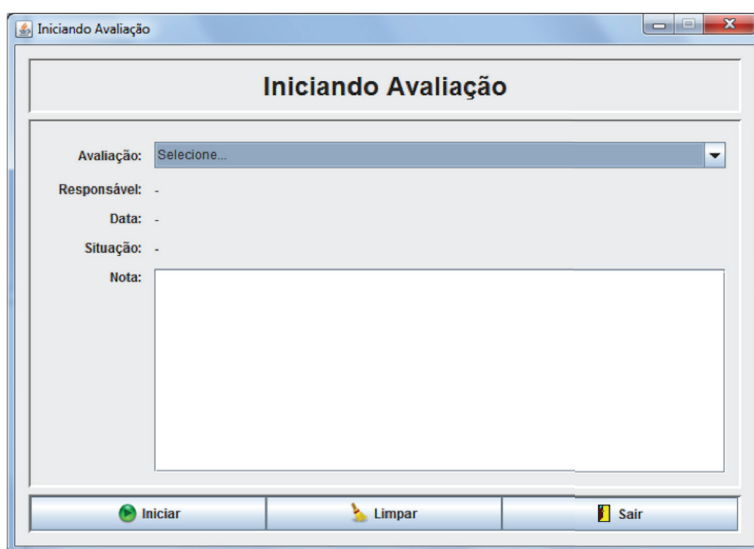 Iniciando Avaliação
Iniciando Avaliação
Avaliação: Selecione...
Responsável: -
Data: -
Situação: -
Nota:
Iniciar Limpar Sair